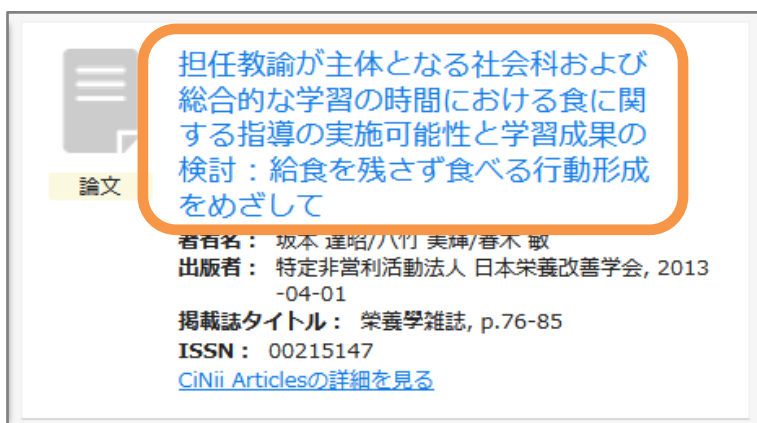 担任教諭が主体となる社会科および
総合的な学習の時間における食に関
する指導の実施可能性と学習成果の
検討：給食を残さず食べる行動形成
をめざして
論文
著者名： 坂本 達昭/八竹 美輝/春木 敏
出版者： 特定非営利活動法人 日本栄養改善学会, 2013
-04-01
掲載誌タイトル： 栄養學雑誌, p.76-85
ISSN： 00215147
CiNii Articlesの詳細を見る